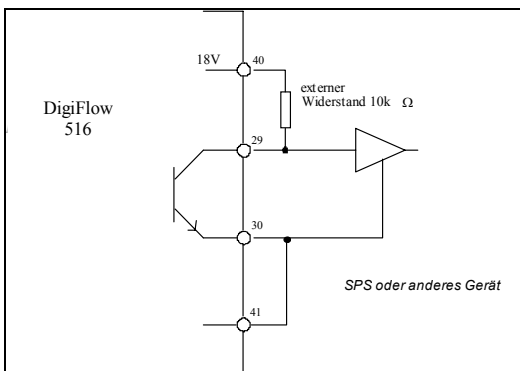 18V
40
externer
Widerstand 10k Ω
DigiFlow
516
29
30
SPS oder anderes Gerät
41